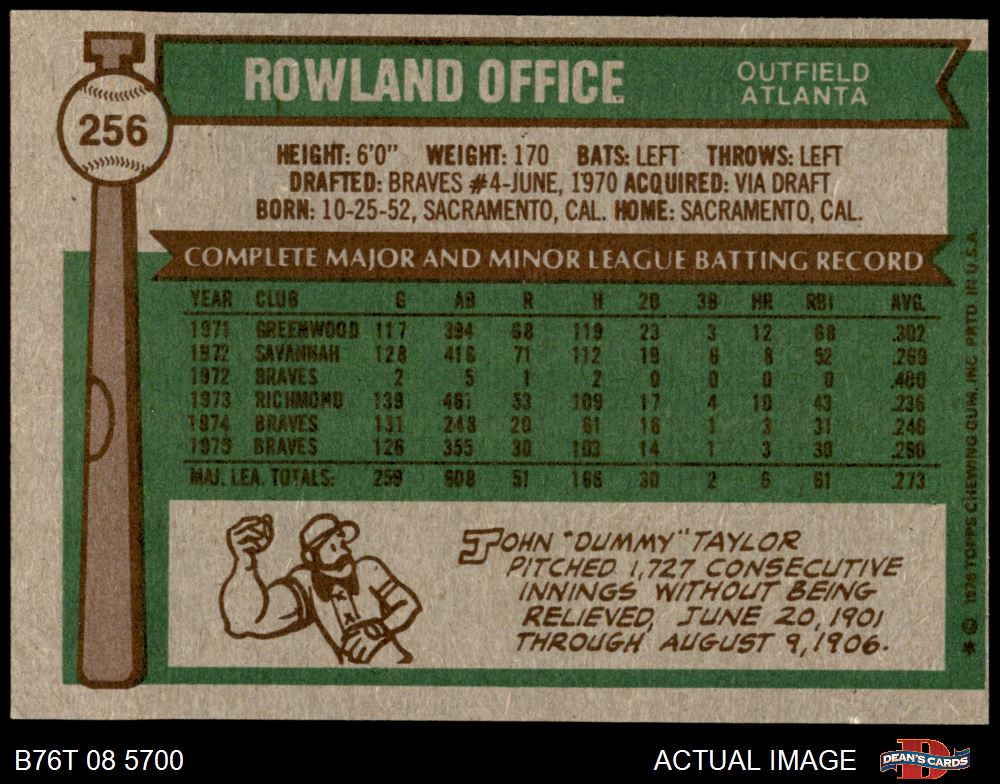 256
ROWLAND OFFICE
OUTFIELD
ATLANTA
HEIGHT: 6'0" WEIGHT: 170 BATS: LEFT THROWS: LEFT
DRAFTED: BRAVES #4-JUNE, 1970 ACQUIRED: VIA DRAFT
BORN: 10-25-52, SACRAMENTO, CAL. HOME: SACRAMENTO, CAL.
COMPLETE MAJOR AND MINOR LEAGUE BATTING RECORD
YEAR CLUB G AB R H 2B 3B HR RBI AVG.
1971 GREENWOOD 117 394 68 119 23 3 12 68 .302
1972 SAVANNAH 128 416 71 112 19 8 52 .269
1972 BRAVES 2 5 1 2 0 0 0 0 .400
1973 RICHMOND 139 461 53 109 17 4 10 43 .236
1974 BRAVES 131 248 20 61 16 1 3 31 .246
1975 BRAVES 126 355 30 103 14 1 3 30 .290
MAJ. LEA. TOTALS: 259 608 51 166 30 2 6 61 .273
JOHN "DUMMY" TAYLOR
PITCHED 1,727 CONSECUTIVE
INNINGS WITHOUT BEING
RELIEVED, JUNE 20, 1901
THROUGH AUGUST 9, 1906.
* © 1976 TOPPS CHEWING GUM, INC. PRTD. IN U.S.A.
B76T 08 5700
ACTUAL IMAGE
DEAN'S CARDS